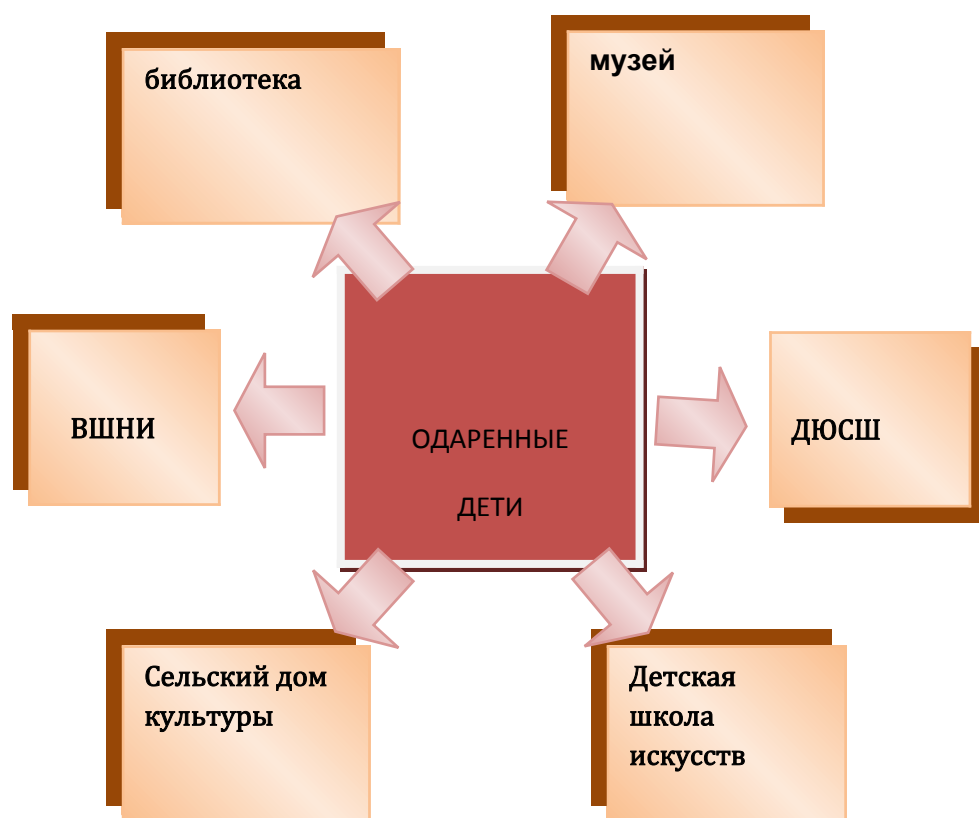 библиотека
музей
ВШНИ
ОДАРЕННЫЕ
ДЕТИ
ДЮСШ
Сельский дом
культуры
Детская
школа
искусств